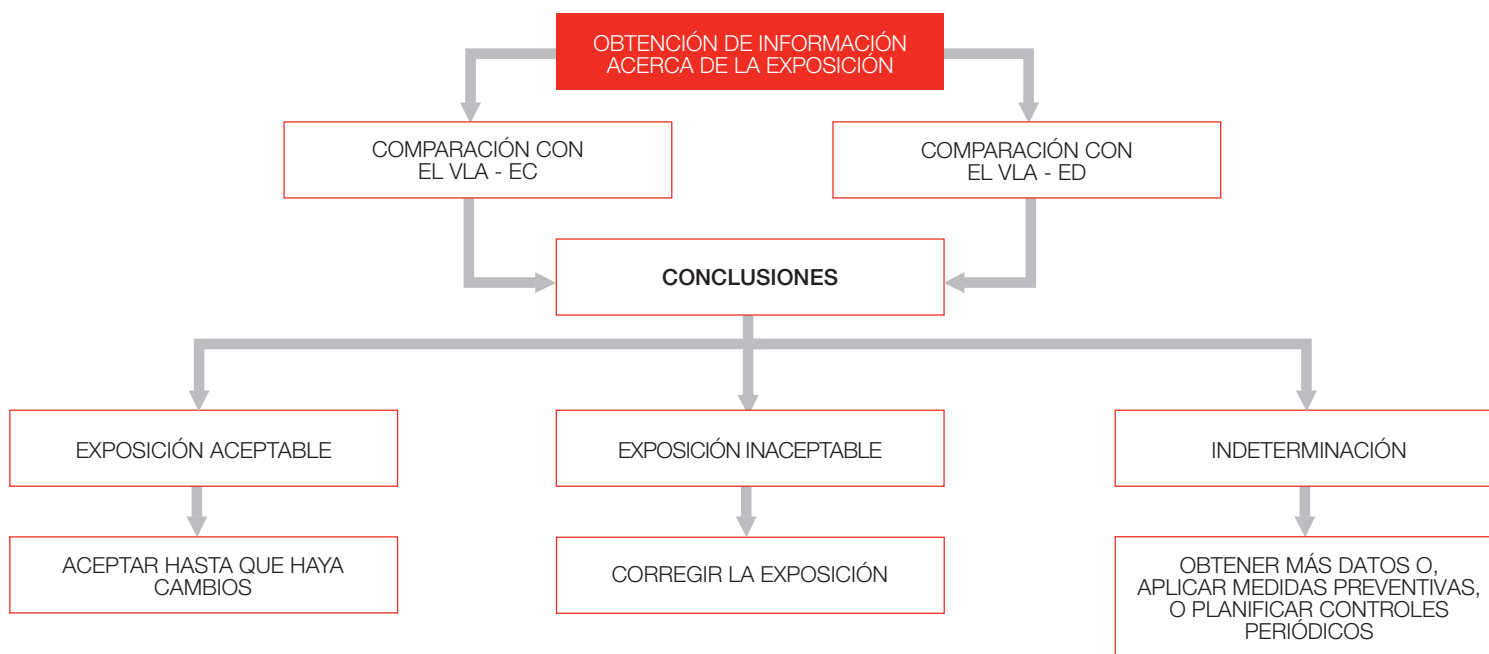 OBTENCIÓN DE INFORMACIÓN
ACERCA DE LA EXPOSICIÓN
COMPARACIÓN CON
EL VLA - EC
COMPARACIÓN CON
EL VLA - ED
CONCLUSIONES
EXPOSICIÓN ACEPTABLE
EXPOSICIÓN INACEPTABLE
INDETERMINACIÓN
ACEPTAR HASTA QUE HAYA
CAMBIOS
CORREGIR LA EXPOSICIÓN
OBTENER MÁS DATOS O,
APLICAR MEDIDAS PREVENTIVAS,
O PLANIFICAR CONTROLES
PERIÓDICOS